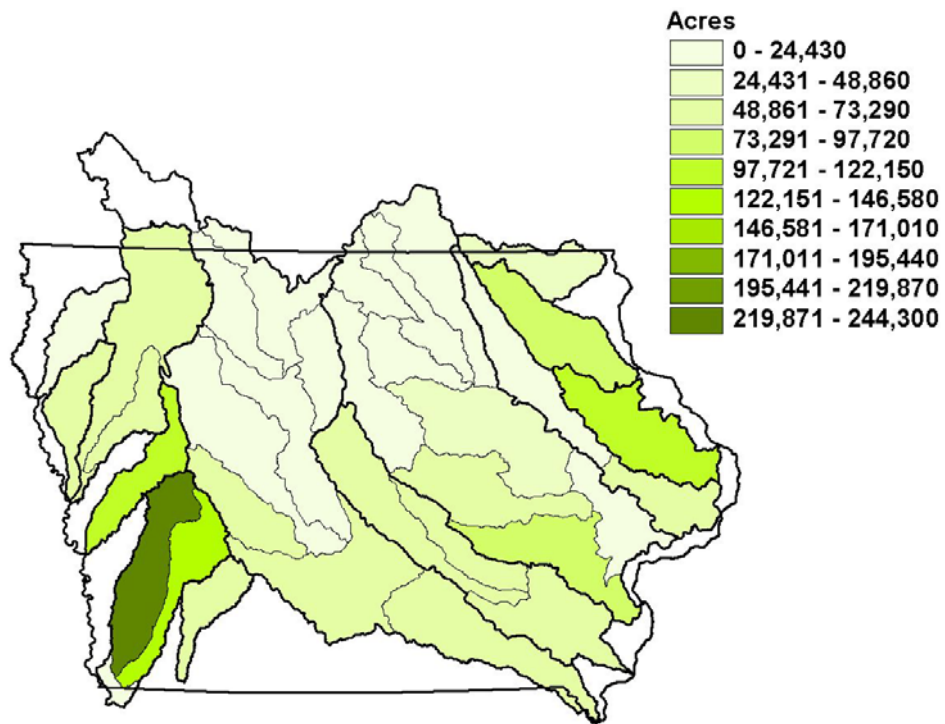 Acres
0 - 24,430
24,431 - 48,860
48,861 - 73,290
73,291 - 97,720
97,721 - 122,150
122,151 - 146,580
146,581 - 171,010
171,011 - 195,440
195,441 - 219,870
219,871 - 244,300